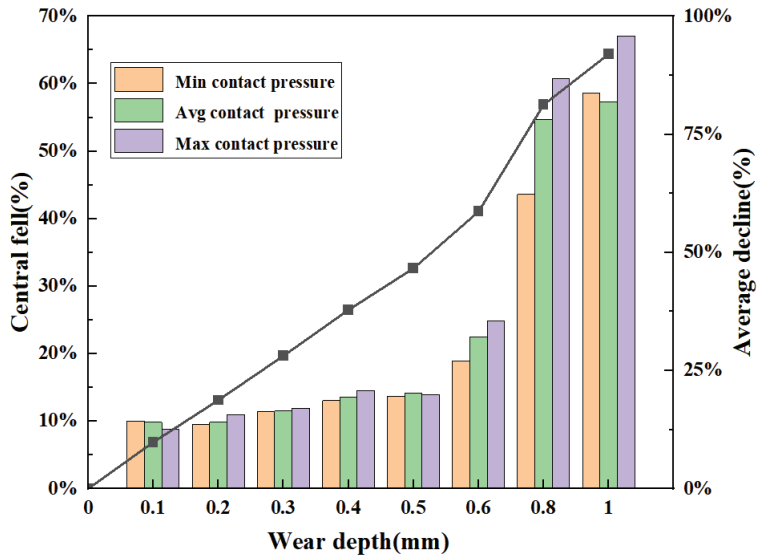 70%
60%
50%
40%
30%
20%
10%
0%
Central fell(%)
Min contact pressure
Avg contact pressure
Max contact pressure
100%
75%
50%
25%
0%
Average decline(%)
0 0.1 0.2 0.3 0.4 0.5 0.6 0.8 1
Wear depth(mm)